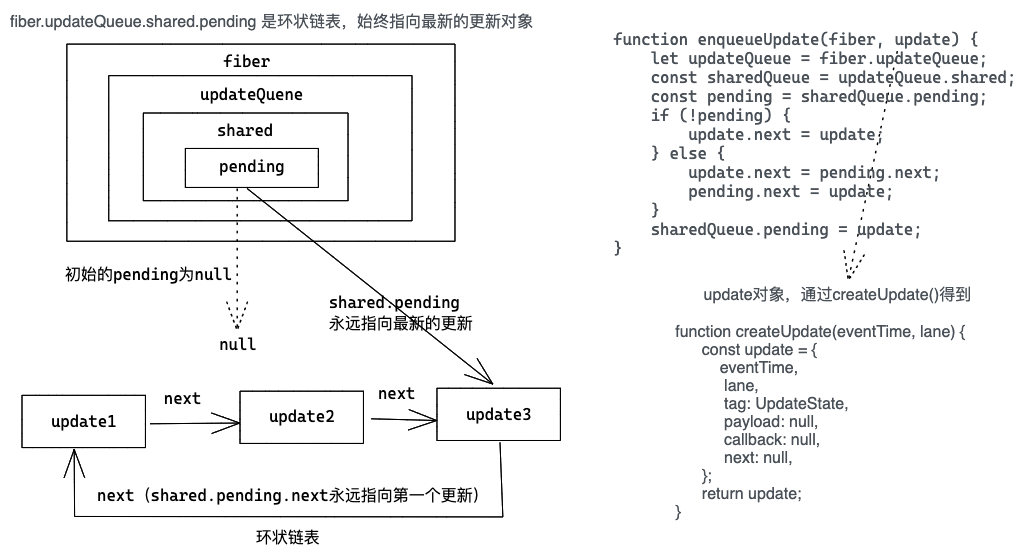 fiber.updateQueue.shared.pending 是环状链表，始终指向最新的更新对象
fiber
updateQuene
shared
pending
初始的pending为null
shared.pending
永远指向最新的更新
null
update1
next
update2
next
update3
next（shared.pending.next永远指向第一个更新）
环状链表
function enqueueUpdate(fiber, update) {
let updateQueue = fiber.updateQueue;
const sharedQueue = updateQueue.shared;
const pending = sharedQueue.pending;
if (!pending) {
update.next = update;
} else {
update.next = pending.next;
pending.next = update;
}
sharedQueue.pending = update;
}
update对象，通过createUpdate()得到
function createUpdate(eventTime, lane) {
const update = {
eventTime,
lane,
tag: UpdateState,
payload: null,
callback: null,
next: null,
};
return update;
}